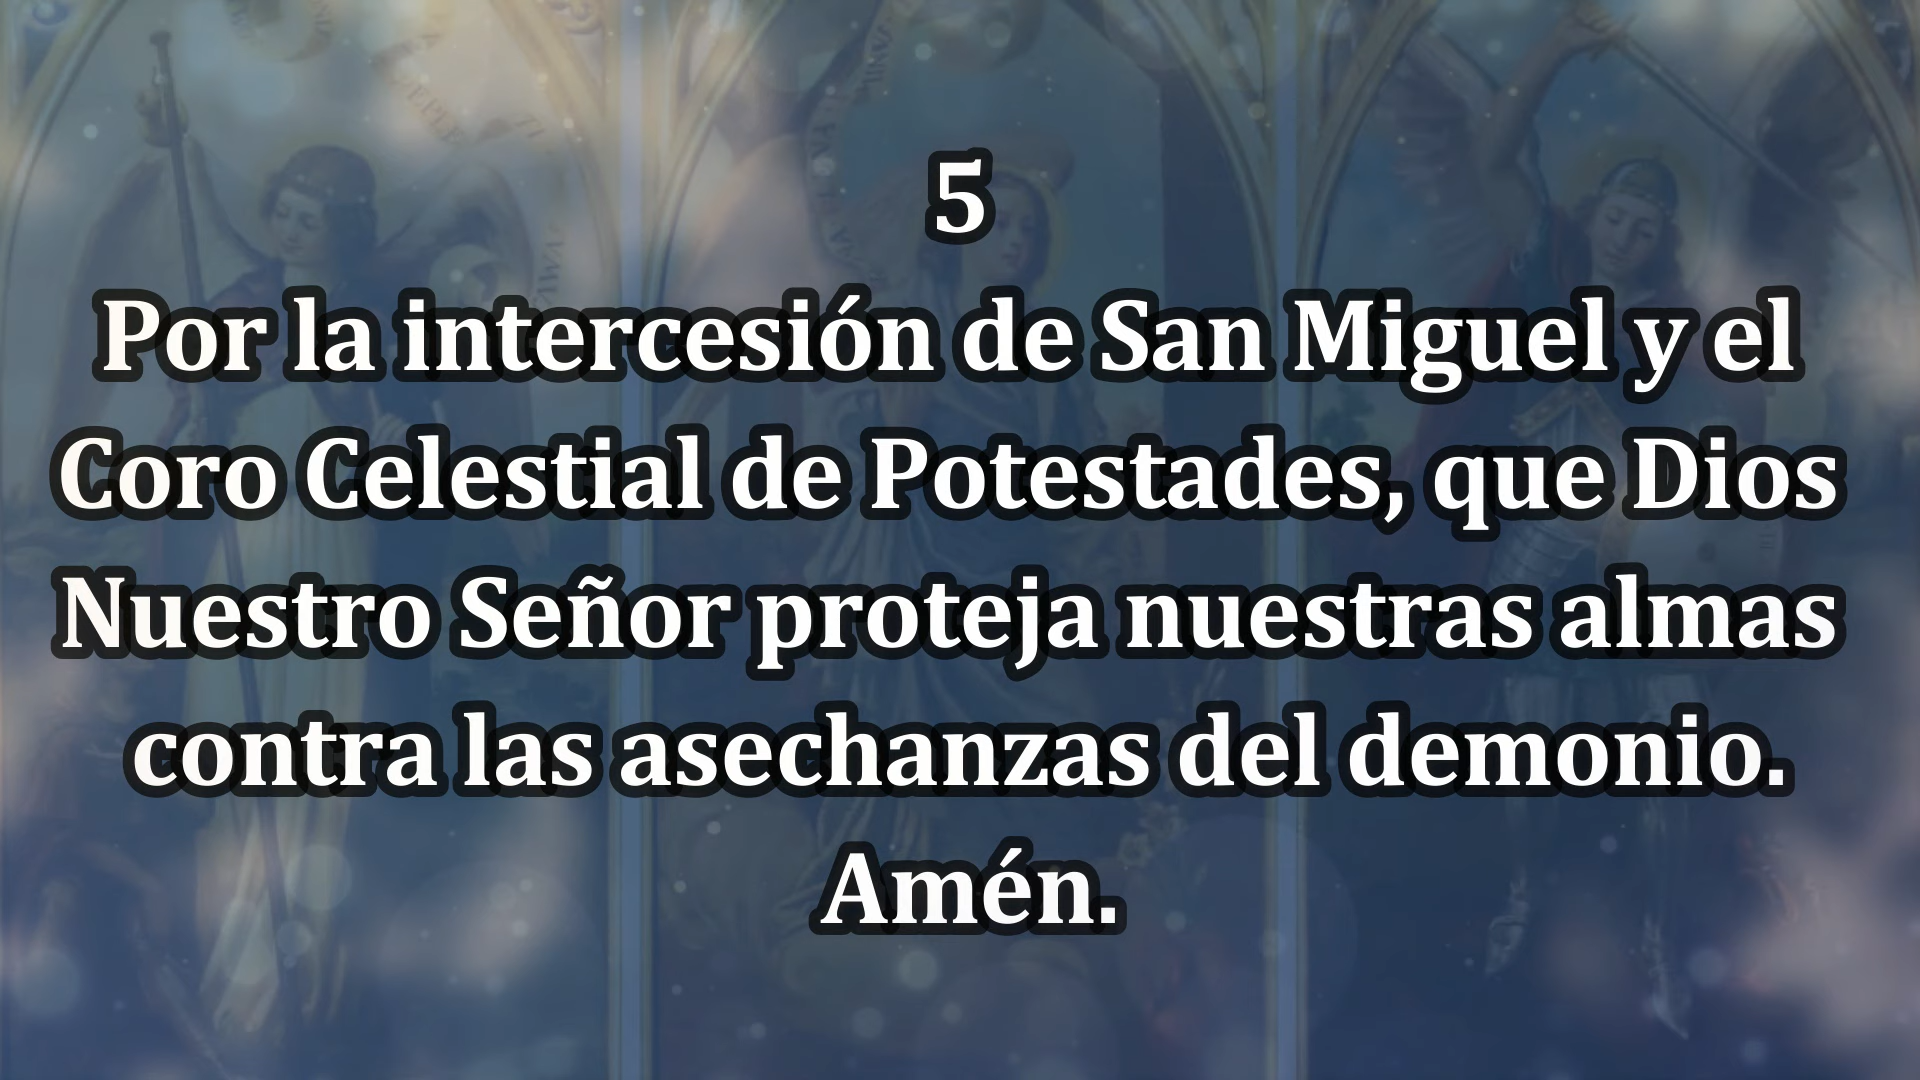 5
Por la intercesión de San Miguel y el
Coro Celestial de Potestades, que Dios
Nuestro Señor proteja nuestras almas
contra las asechanzas del demonio.
Amén.